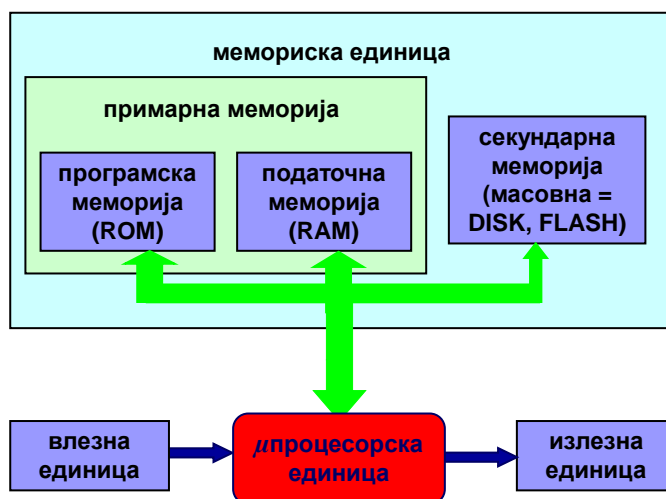 мемориска единица
примарна меморија
програмска
меморија
(ROM)
податочна
меморија
(RAM)
секундарна
меморија
(масовна =
DISK, FLASH)
влезна
единица
μпроцесорска
единица
излезна
единица